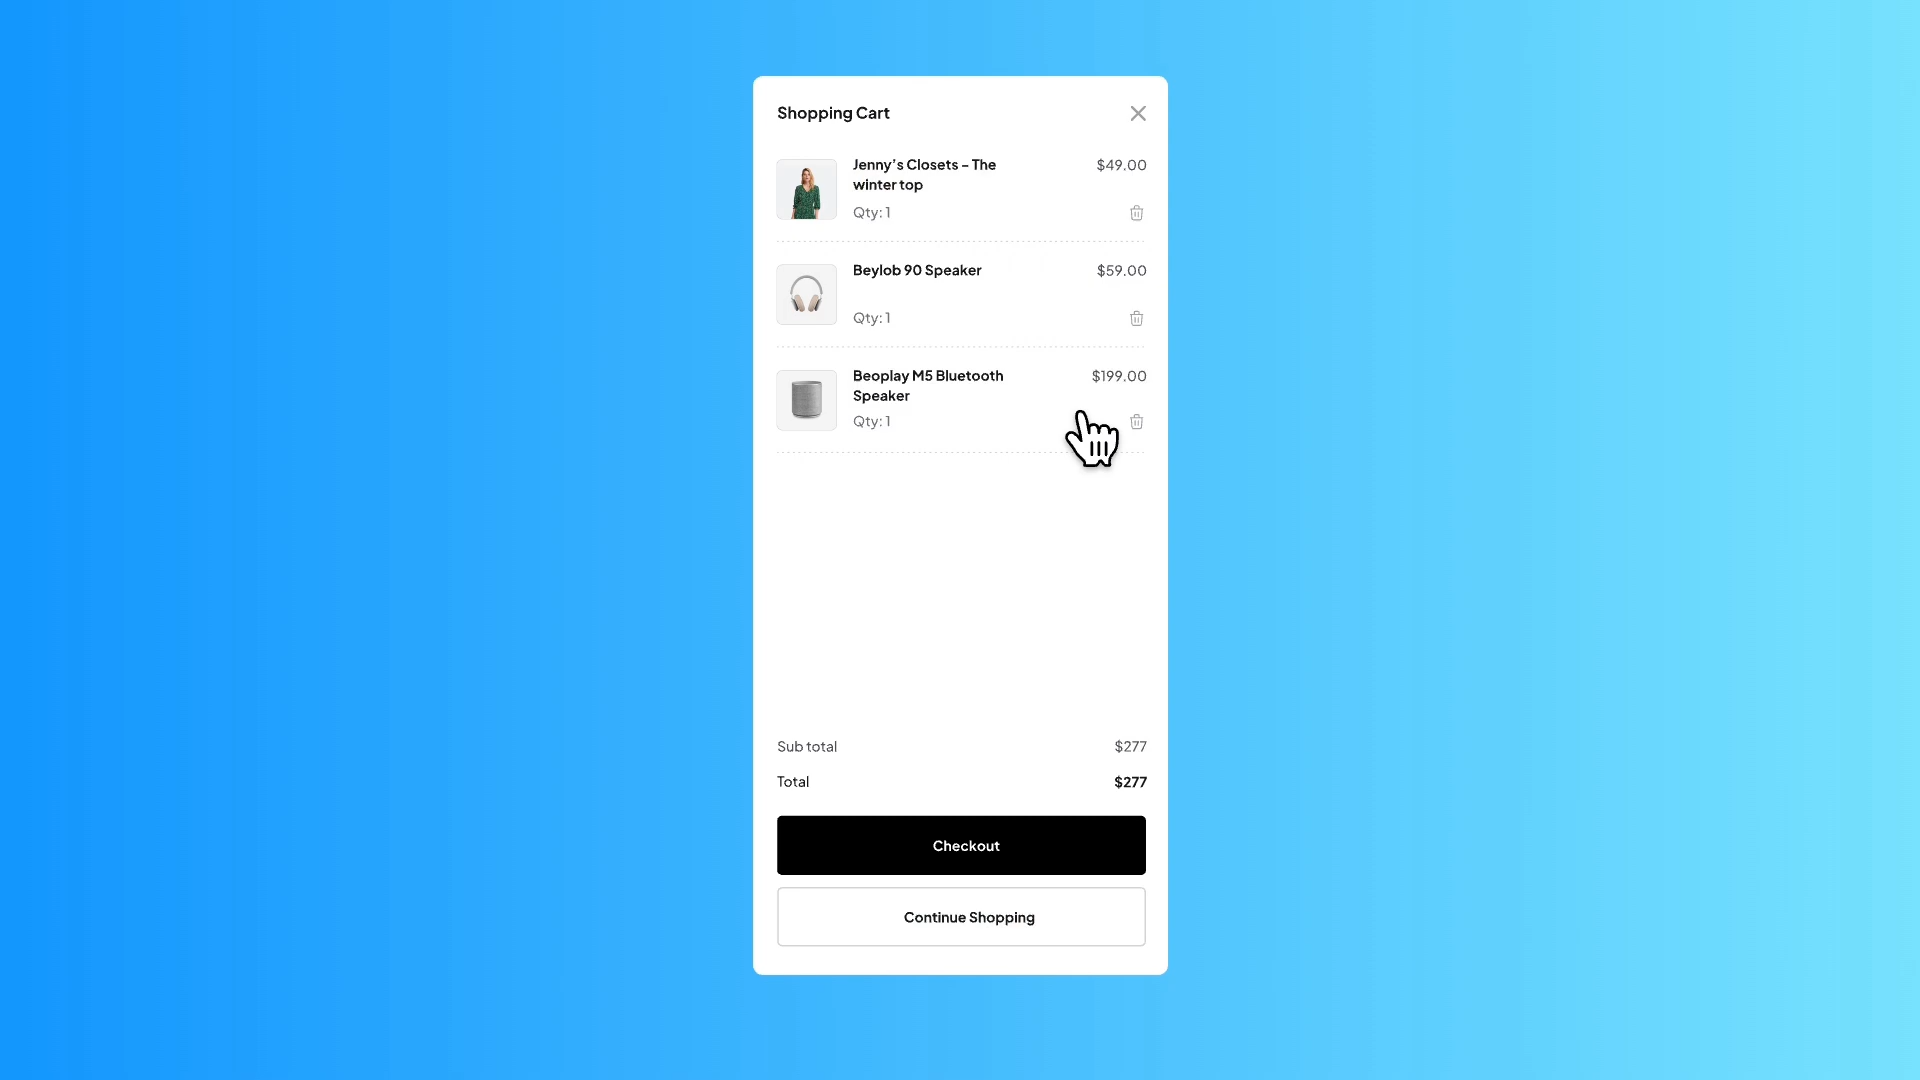 Shopping Cart
Jenny’s Closets - The
winter top
$49.00
Qty: 1
Beylob 90 Speaker
$59.00
Qty: 1
Beoplay M5 Bluetooth
Speaker
$199.00
Qty: 1
Sub total
$277
Total
$277
Checkout
Continue Shopping